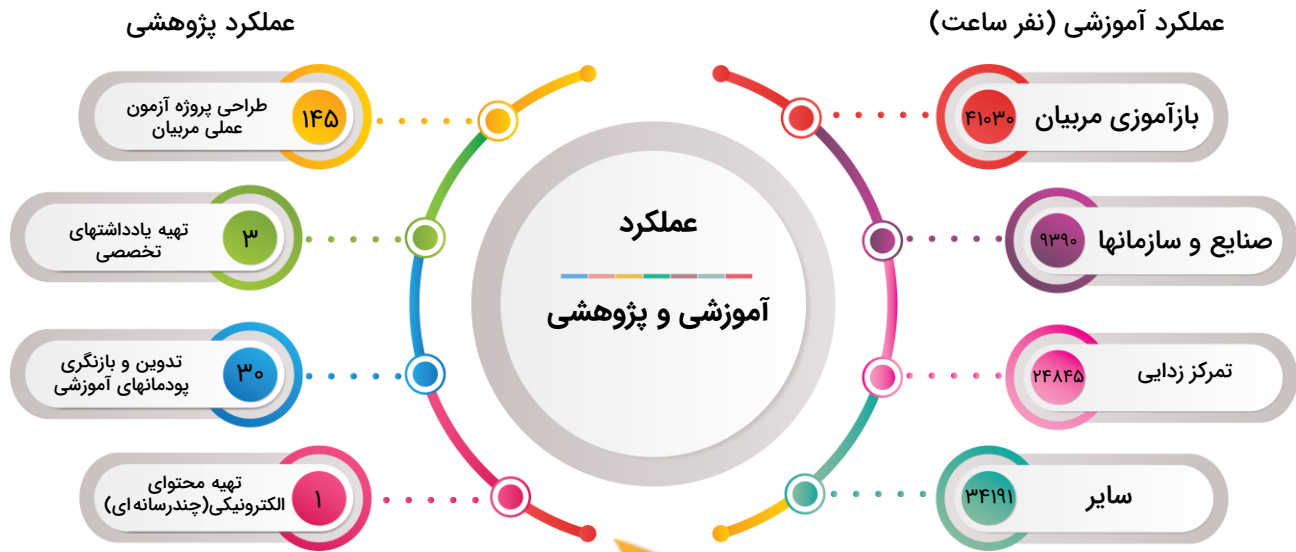 عملکرد آموزشی (نفر ساعت)
۴۱۰۳۰
بازآموزی مربیان
۹۳۹۰
صنایع و سازمانها
۲۴۸۴۵
تمرکز زدایی
۳۴۱۹۱
سایر
عملکرد
آموزشی و پژوهشی
عملکرد پژوهشی
۱۴۵
طراحی پروژه آزمون
عملی مربیان
۳
تهیه یادداشتهای
تخصصی
۳۰
تدوین و بازنگری
پودمانهای آموزشی
۱
تهیه محتوای
الکترونیکی(چندرسانه ای)